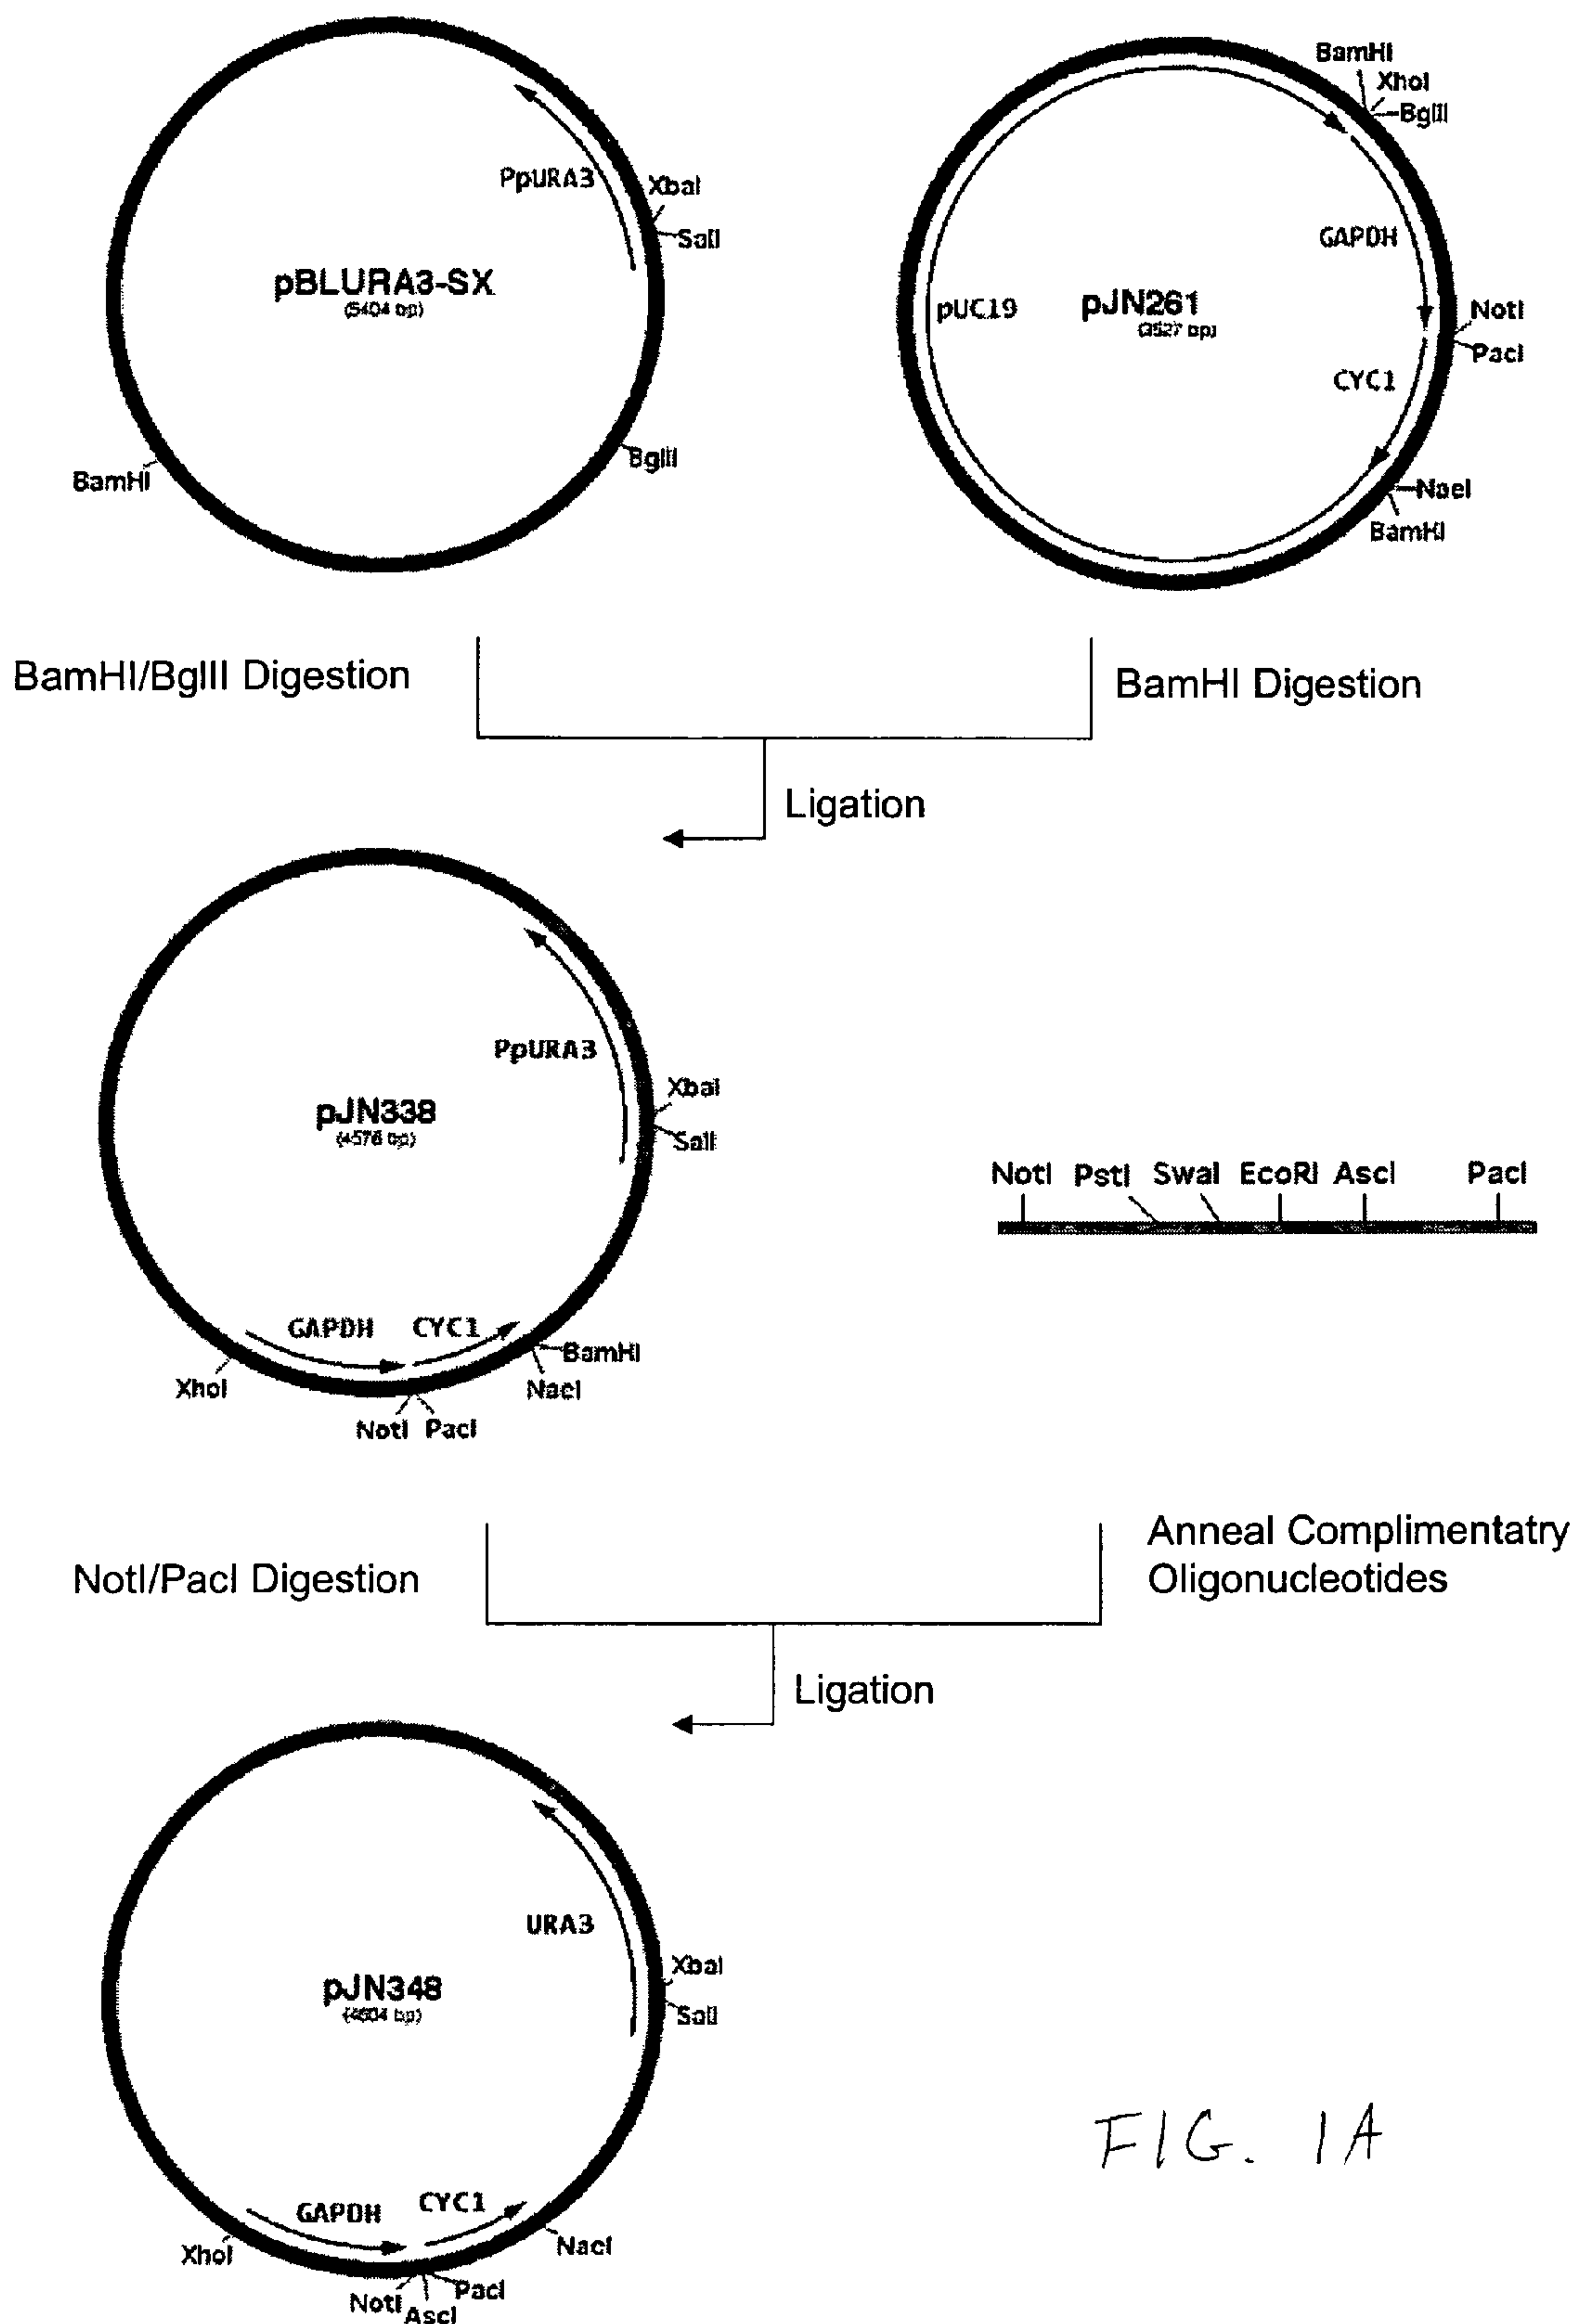 BamHI
XhoI
BglII
PpURA3
XbaI
SalI
pBLURA3-SX
(5404 bp)
BamHI
BglII
GAPDH
pUC19
pJN261
(3527 bp)
NotI
PacI
CYC1
NaeI
BamHI
BamHI/BglII Digestion
BamHI Digestion
Ligation
PpURA3
XbaI
SalI
pJN338
(4576 bp)
GAPDH
CYC1
BamHI
XhoI
NaeI
NotI
PacI
NotI PstI SwaI EcoRI AscI PacI
NotI/PacI Digestion
Anneal Complimentatry
Oligonucleotides
Ligation
URA3
XbaI
SalI
pJN348
(4604 bp)
GAPDH
CYC1
XhoI
NaeI
NotI
AscI
PacI
FIG. 1A